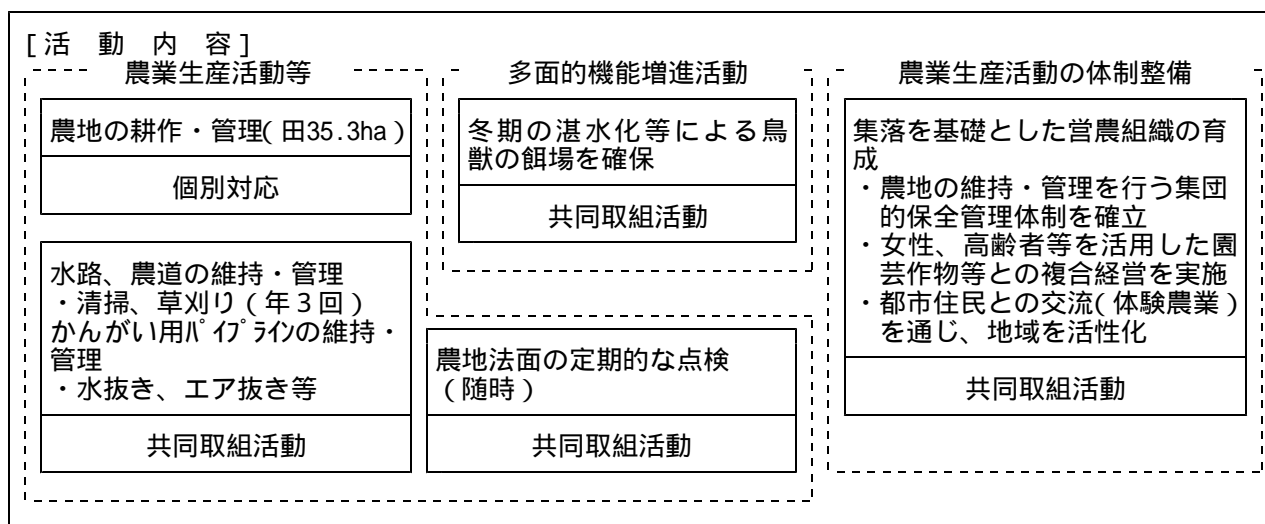 [活 動 内 容]
農業生産活動等
農地の耕作・管理(田35.3ha)
個別対応
水路、農道の維持・管理
・清掃、草刈り(年3回)
かんがい用ﾊﾟｲﾌﾟﾗｲﾝの維持・
管理
・水抜き、エア抜き等
共同取組活動
農地法面の定期的な点検
(随時)
共同取組活動
多面的機能増進活動
冬期の湛水化等による鳥
獣の餌場を確保
共同取組活動
農業生産活動の体制整備
集落を基礎とした営農組織の育
成
・農地の維持・管理を行う集団
的保全管理体制を確立
・女性、高齢者等を活用した園
芸作物等との複合経営を実施
・都市住民との交流(体験農業)
を通じ、地域を活性化
共同取組活動